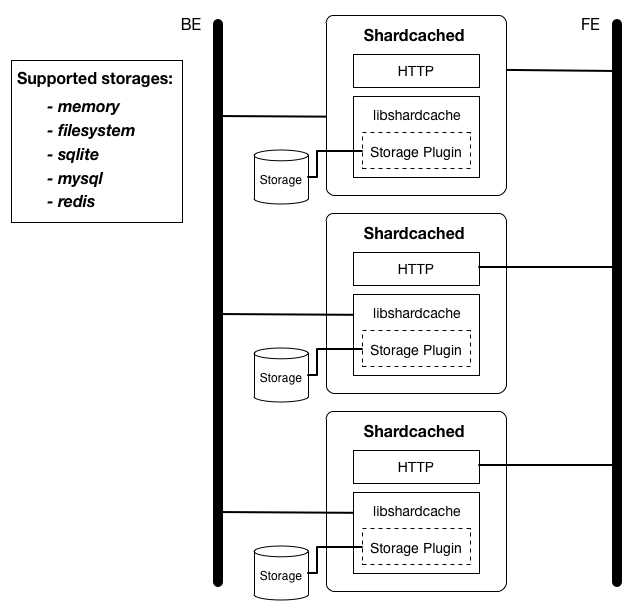 BE
FE
Supported storages:
- memory
- filesystem
- sqlite
- mysql
- redis
Shardcached
HTTP
libshardcache
Storage Plugin
Storage
Shardcached
HTTP
libshardcache
Storage Plugin
Storage
Shardcached
HTTP
libshardcache
Storage Plugin
Storage